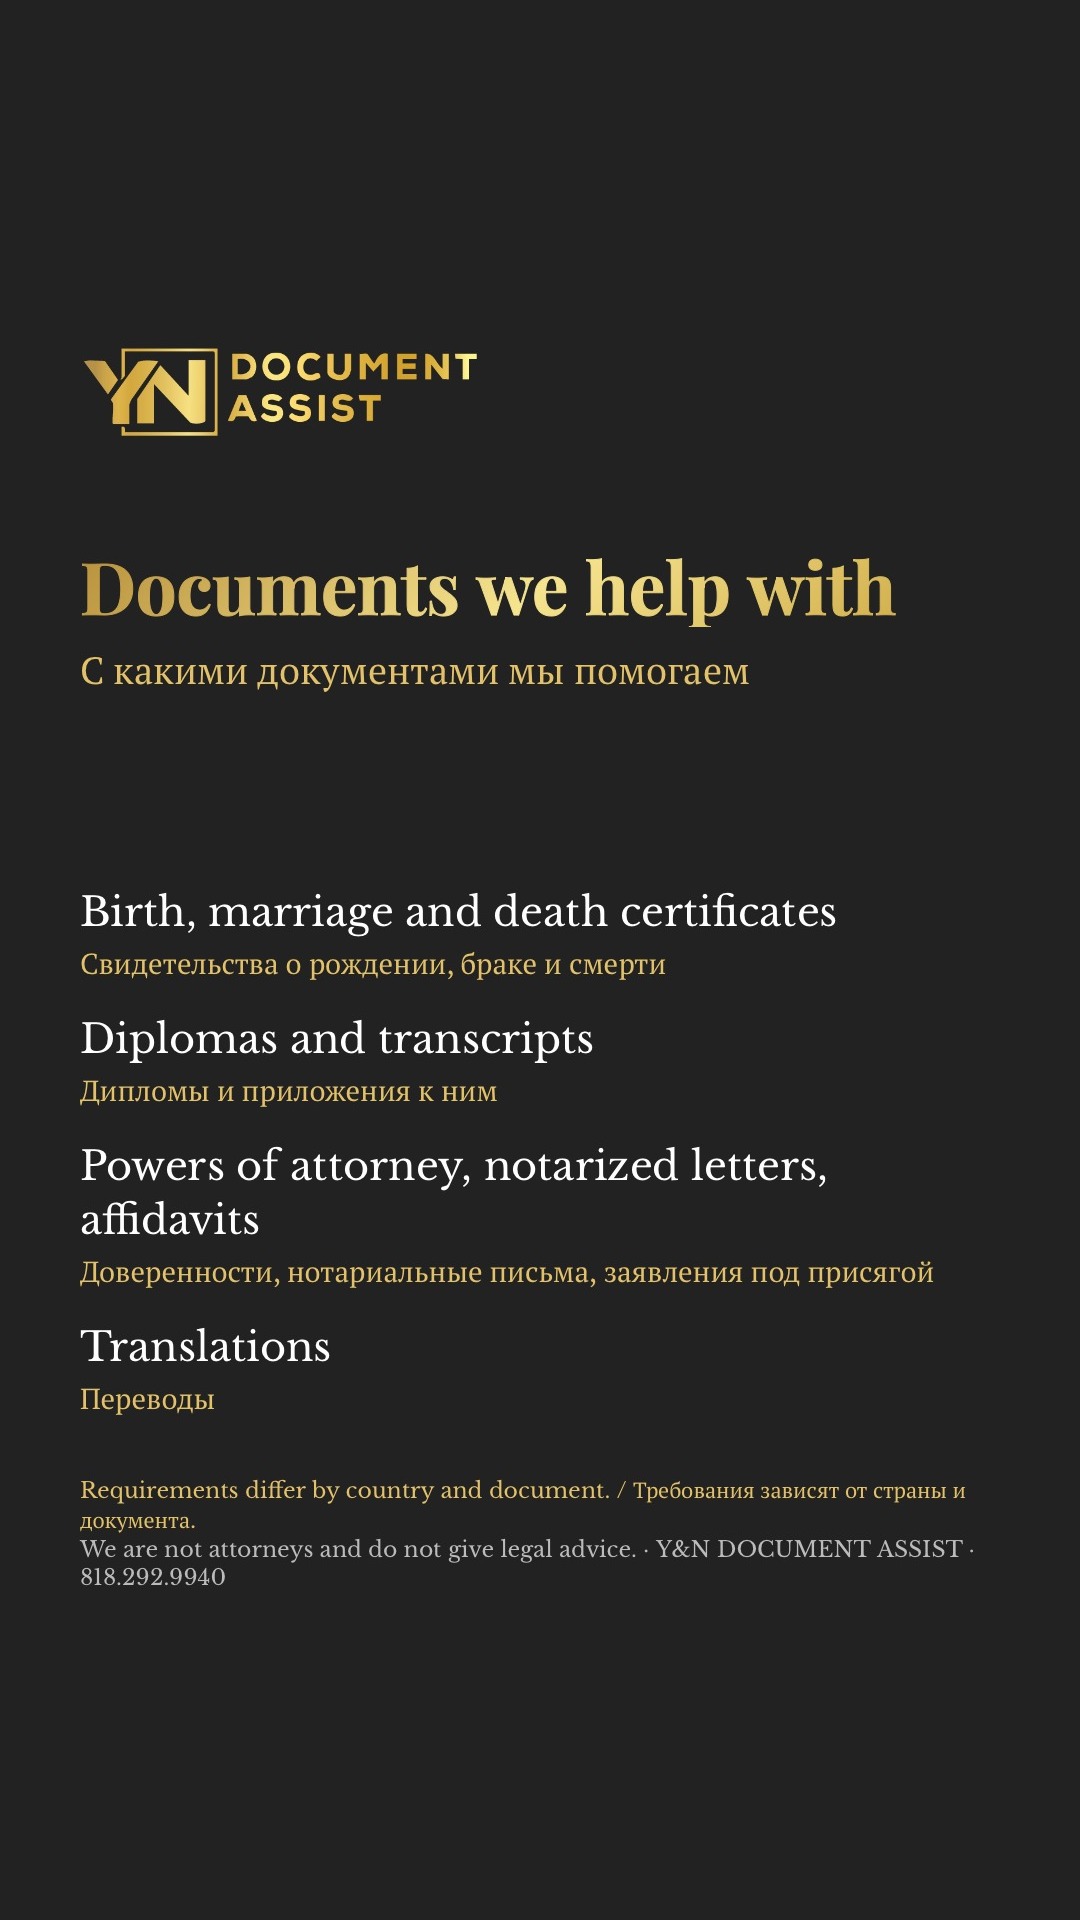 YN DOCUMENT
ASSIST
Documents we help with
С какими документами мы помогаем
Birth, marriage and death certificates
Свидетельства о рождении, браке и смерти
Diplomas and transcripts
Дипломы и приложения к ним
Powers of attorney, notarized letters,
affidavits
Доверенности, нотариальные письма, заявления под присягой
Translations
Переводы
Requirements differ by country and document. / Требования зависят от страны и
документа.
We are not attorneys and do not give legal advice. · Y&N DOCUMENT ASSIST ·
818.292.9940